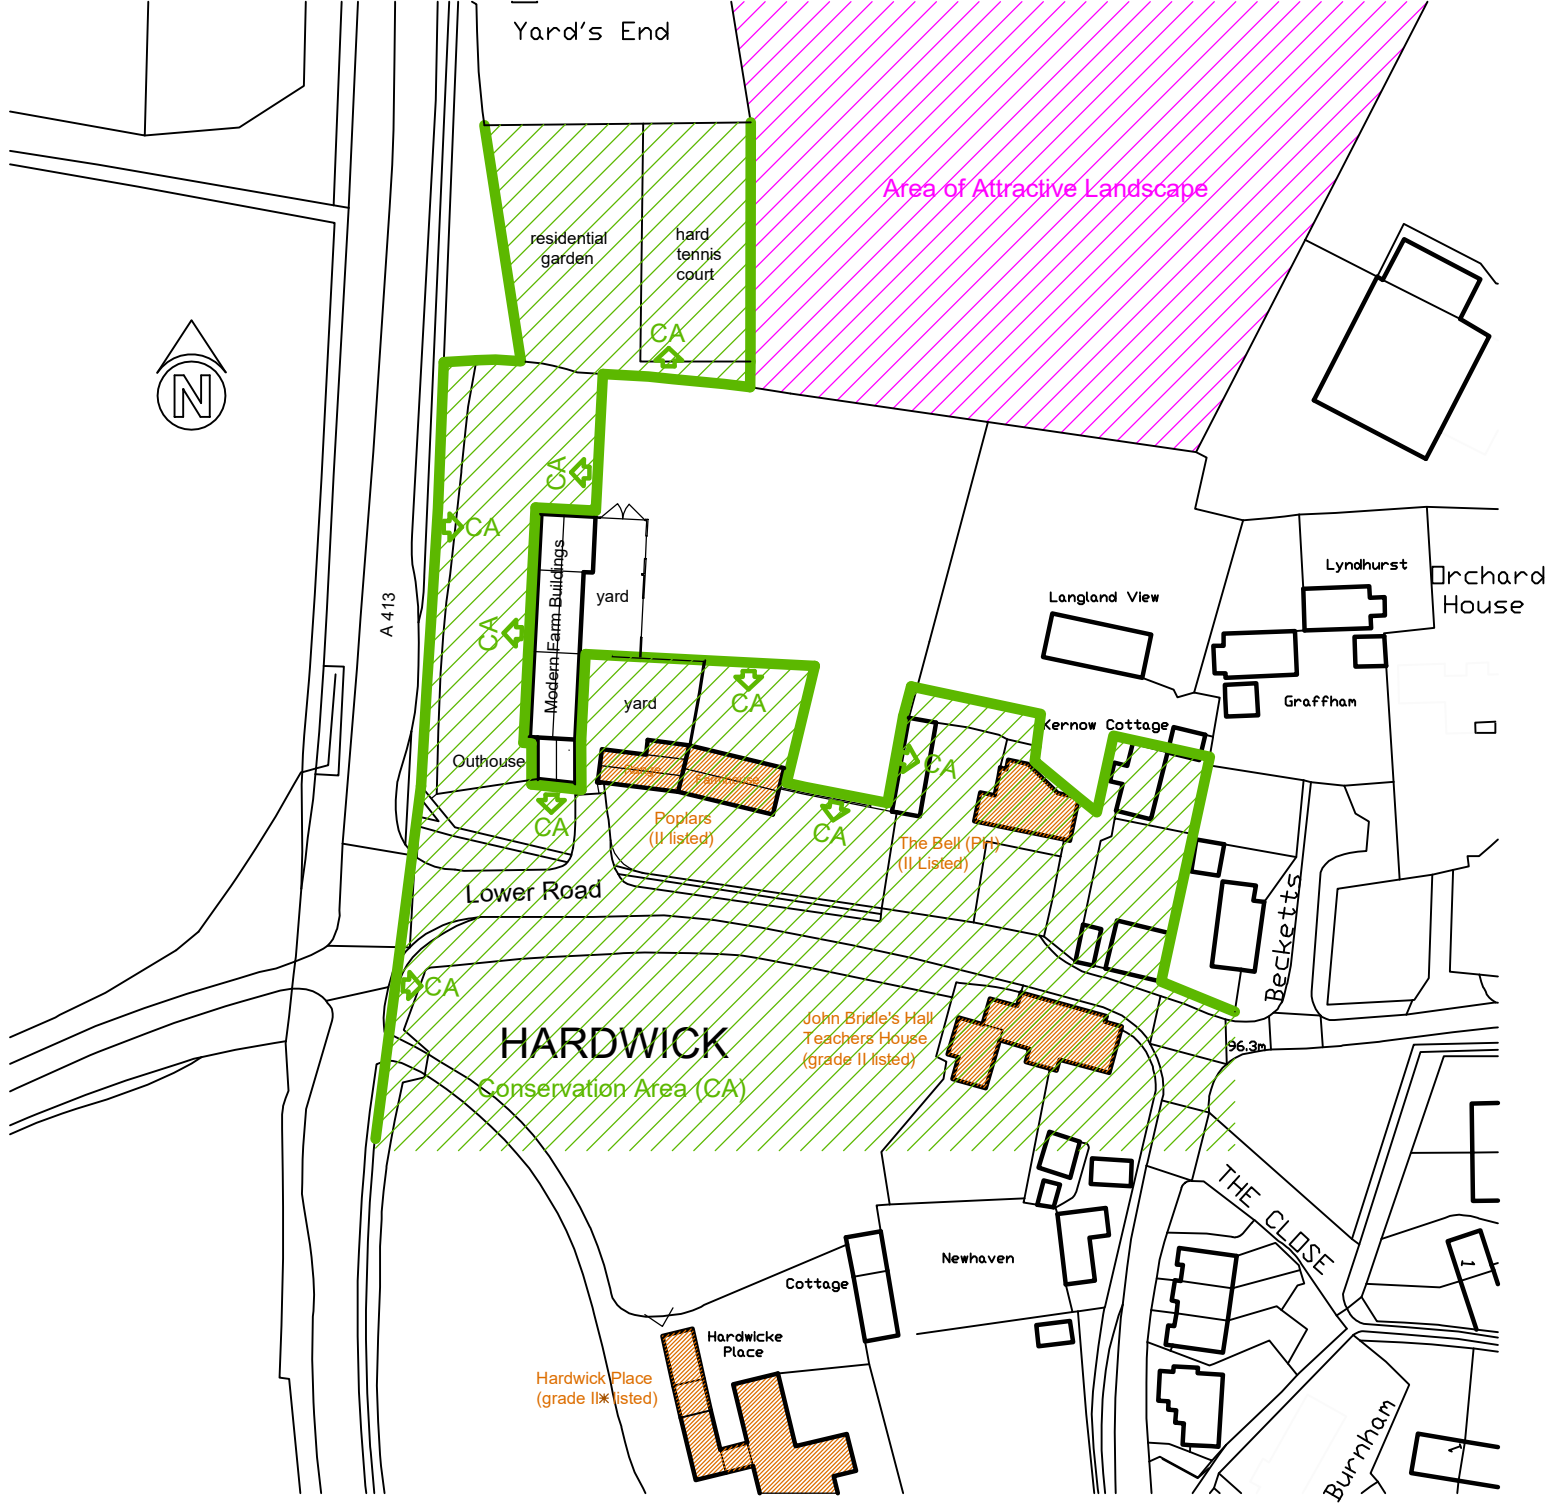 Yard's End
Area of Attractive Landscape
residential
garden
hard
tennis
court
CA
N
CA
CA
A 413
CA
Modern Farm Buildings
yard
Lyndhurst
Orchard
House
Langland View
Graffham
yard
CA
Kernow Cottage
Outhouse
CA
Farmhouse
Poplars
(II listed)
CA
CA
The Bell (PH)
(II Listed)
Lower Road
Becketts
CA
HARDWICK
Conservation Area (CA)
John Bridle's Hall
Teachers House
(grade II listed)
96.3m
THE CLOSE
Newhaven
Cottage
1
Hardwicke
Place
Hardwick Place
(grade II* listed)
Burnham
1